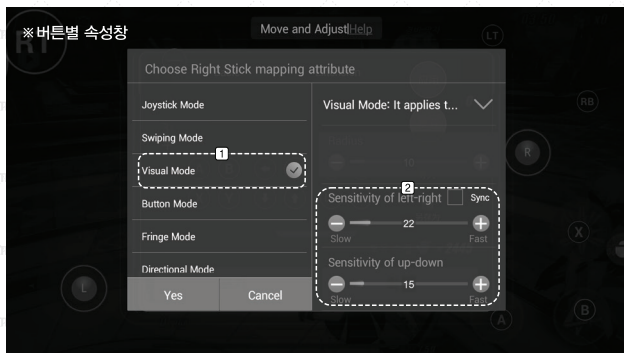 ※버튼별 속성창
Move and Adjust|Help
RT
LT
Choose Right Stick mapping attribute
Joystick Mode
Swiping Mode
1
Visual Mode
Button Mode
Fringe Mode
Directional Mode
Yes
Cancel
Visual Mode: It applies t...
10
2
Sensitivity of left-right
Sync
22
Slow
Fast
Sensitivity of up-down
15
Slow
Fast
RB
R
X
L
B
A